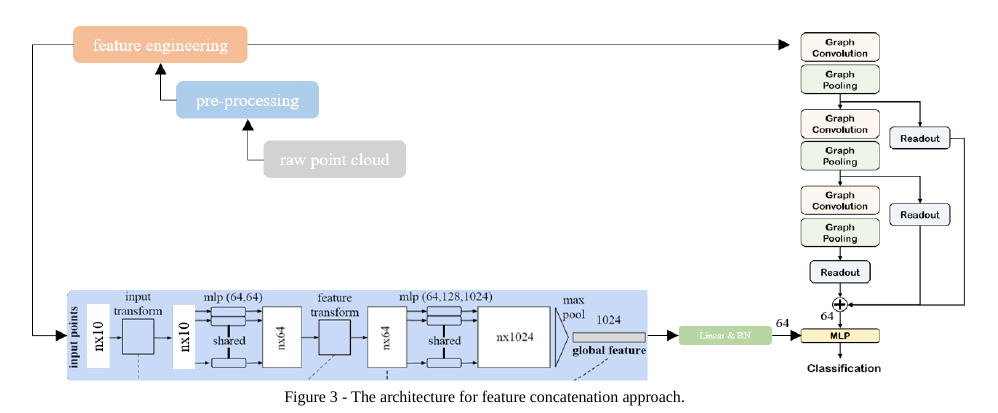 feature engineering
pre-processing
raw point cloud
Graph
Convolution
Graph
Pooling
Graph
Convolution
Readout
Graph
Pooling
Graph
Convolution
Readout
Graph
Pooling
Readout
64
64
MLP
Classification
input points
nx10
input
transform
nx10
mlp (64,64)
shared
nx64
feature
transform
nx64
mlp (64,128,1024)
shared
nx1024
max
pool
1024
global feature
Linear & BN
Figure 3 - The architecture for feature concatenation approach.